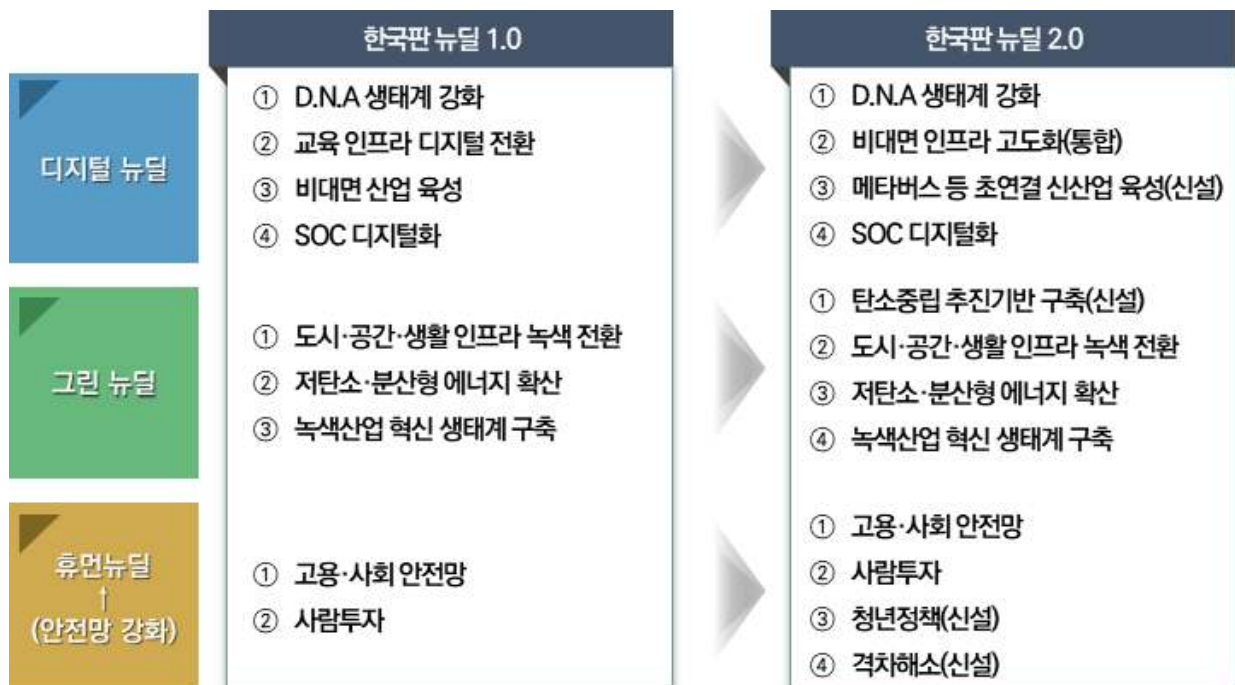 한국판 뉴딜 1.0
한국판 뉴딜 2.0
디지털 뉴딜
① D.N.A 생태계 강화
② 교육 인프라 디지털 전환
③ 비대면 산업 육성
④ SOC 디지털화
① D.N.A 생태계 강화
② 비대면 인프라 고도화(통합)
③ 메타버스 등 초연결 신산업 육성(신설)
④ SOC 디지털화
그린 뉴딜
① 도시·공간·생활 인프라 녹색 전환
② 저탄소·분산형 에너지 확산
③ 녹색산업 혁신 생태계 구축
① 탄소중립 추진기반 구축(신설)
② 도시·공간·생활 인프라 녹색 전환
③ 저탄소·분산형 에너지 확산
④ 녹색산업 혁신 생태계 구축
휴먼뉴딜
↑
(안전망 강화)
① 고용·사회 안전망
② 사람투자
① 고용·사회 안전망
② 사람투자
③ 청년정책(신설)
④ 격차해소(신설)